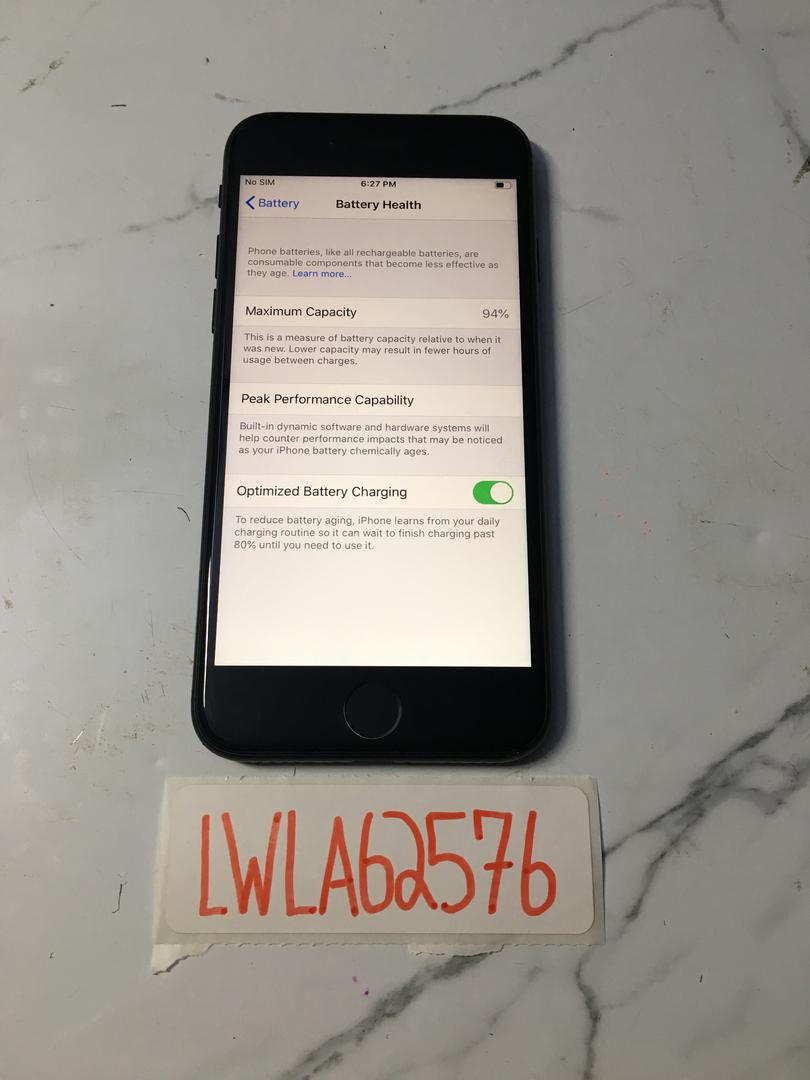 No SIM 6:27 PM
Battery Battery Health
Phone batteries, like all rechargeable batteries, are
consumable components that become less effective as
they age. Learn more...
Maximum Capacity 94%
This is a measure of battery capacity relative to when it
was new. Lower capacity may result in fewer hours of
usage between charges.
Peak Performance Capability
Built-in dynamic software and hardware systems will
help counter performance impacts that may be noticed
as your iPhone battery chemically ages.
Optimized Battery Charging
To reduce battery aging, iPhone learns from your daily
charging routine so it can wait to finish charging past
80% until you need to use it.
LWLA62576